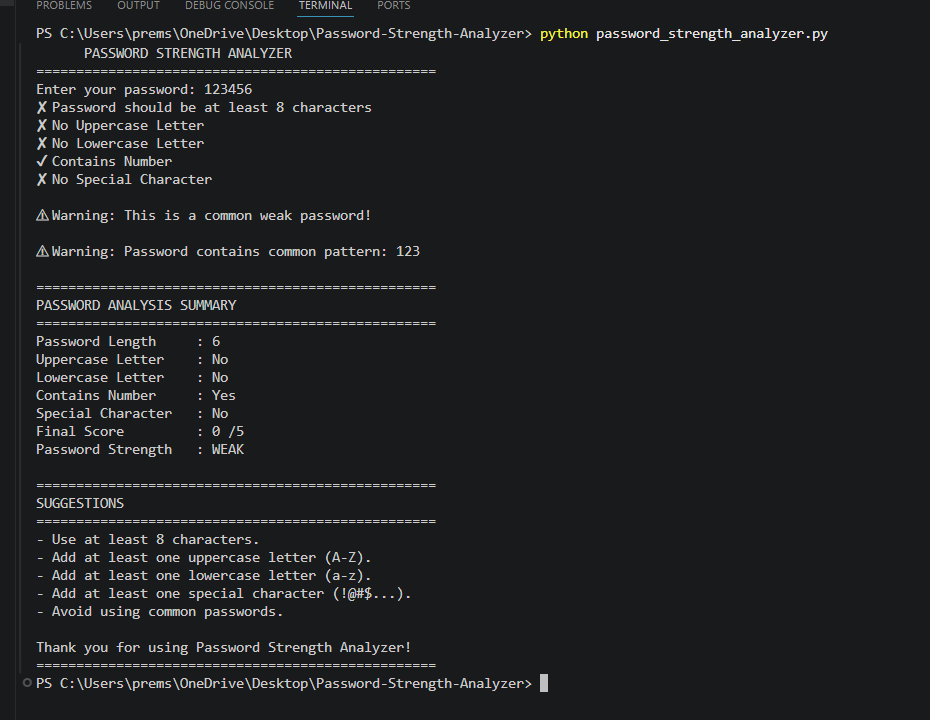 PROBLEMS OUTPUT DEBUG CONSOLE TERMINAL PORTS
PS C:\Users\prems\OneDrive\Desktop\Password-Strength-Analyzer> python password_strength_analyzer.py
PASSWORD STRENGTH ANALYZER
==================================================
Enter your password: 123456
✗ Password should be at least 8 characters
✗ No Uppercase Letter
✗ No Lowercase Letter
✓ Contains Number
✗ No Special Character
⚠ Warning: This is a common weak password!
⚠ Warning: Password contains common pattern: 123
==================================================
PASSWORD ANALYSIS SUMMARY
==================================================
Password Length     : 6
Uppercase Letter    : No
Lowercase Letter    : No
Contains Number     : Yes
Special Character   : No
Final Score         : 0 /5
Password Strength   : WEAK
==================================================
SUGGESTIONS
==================================================
- Use at least 8 characters.
- Add at least one uppercase letter (A-Z).
- Add at least one lowercase letter (a-z).
- Add at least one special character (!@#$...).
- Avoid using common passwords.
Thank you for using Password Strength Analyzer!
==================================================
PS C:\Users\prems\OneDrive\Desktop\Password-Strength-Analyzer>